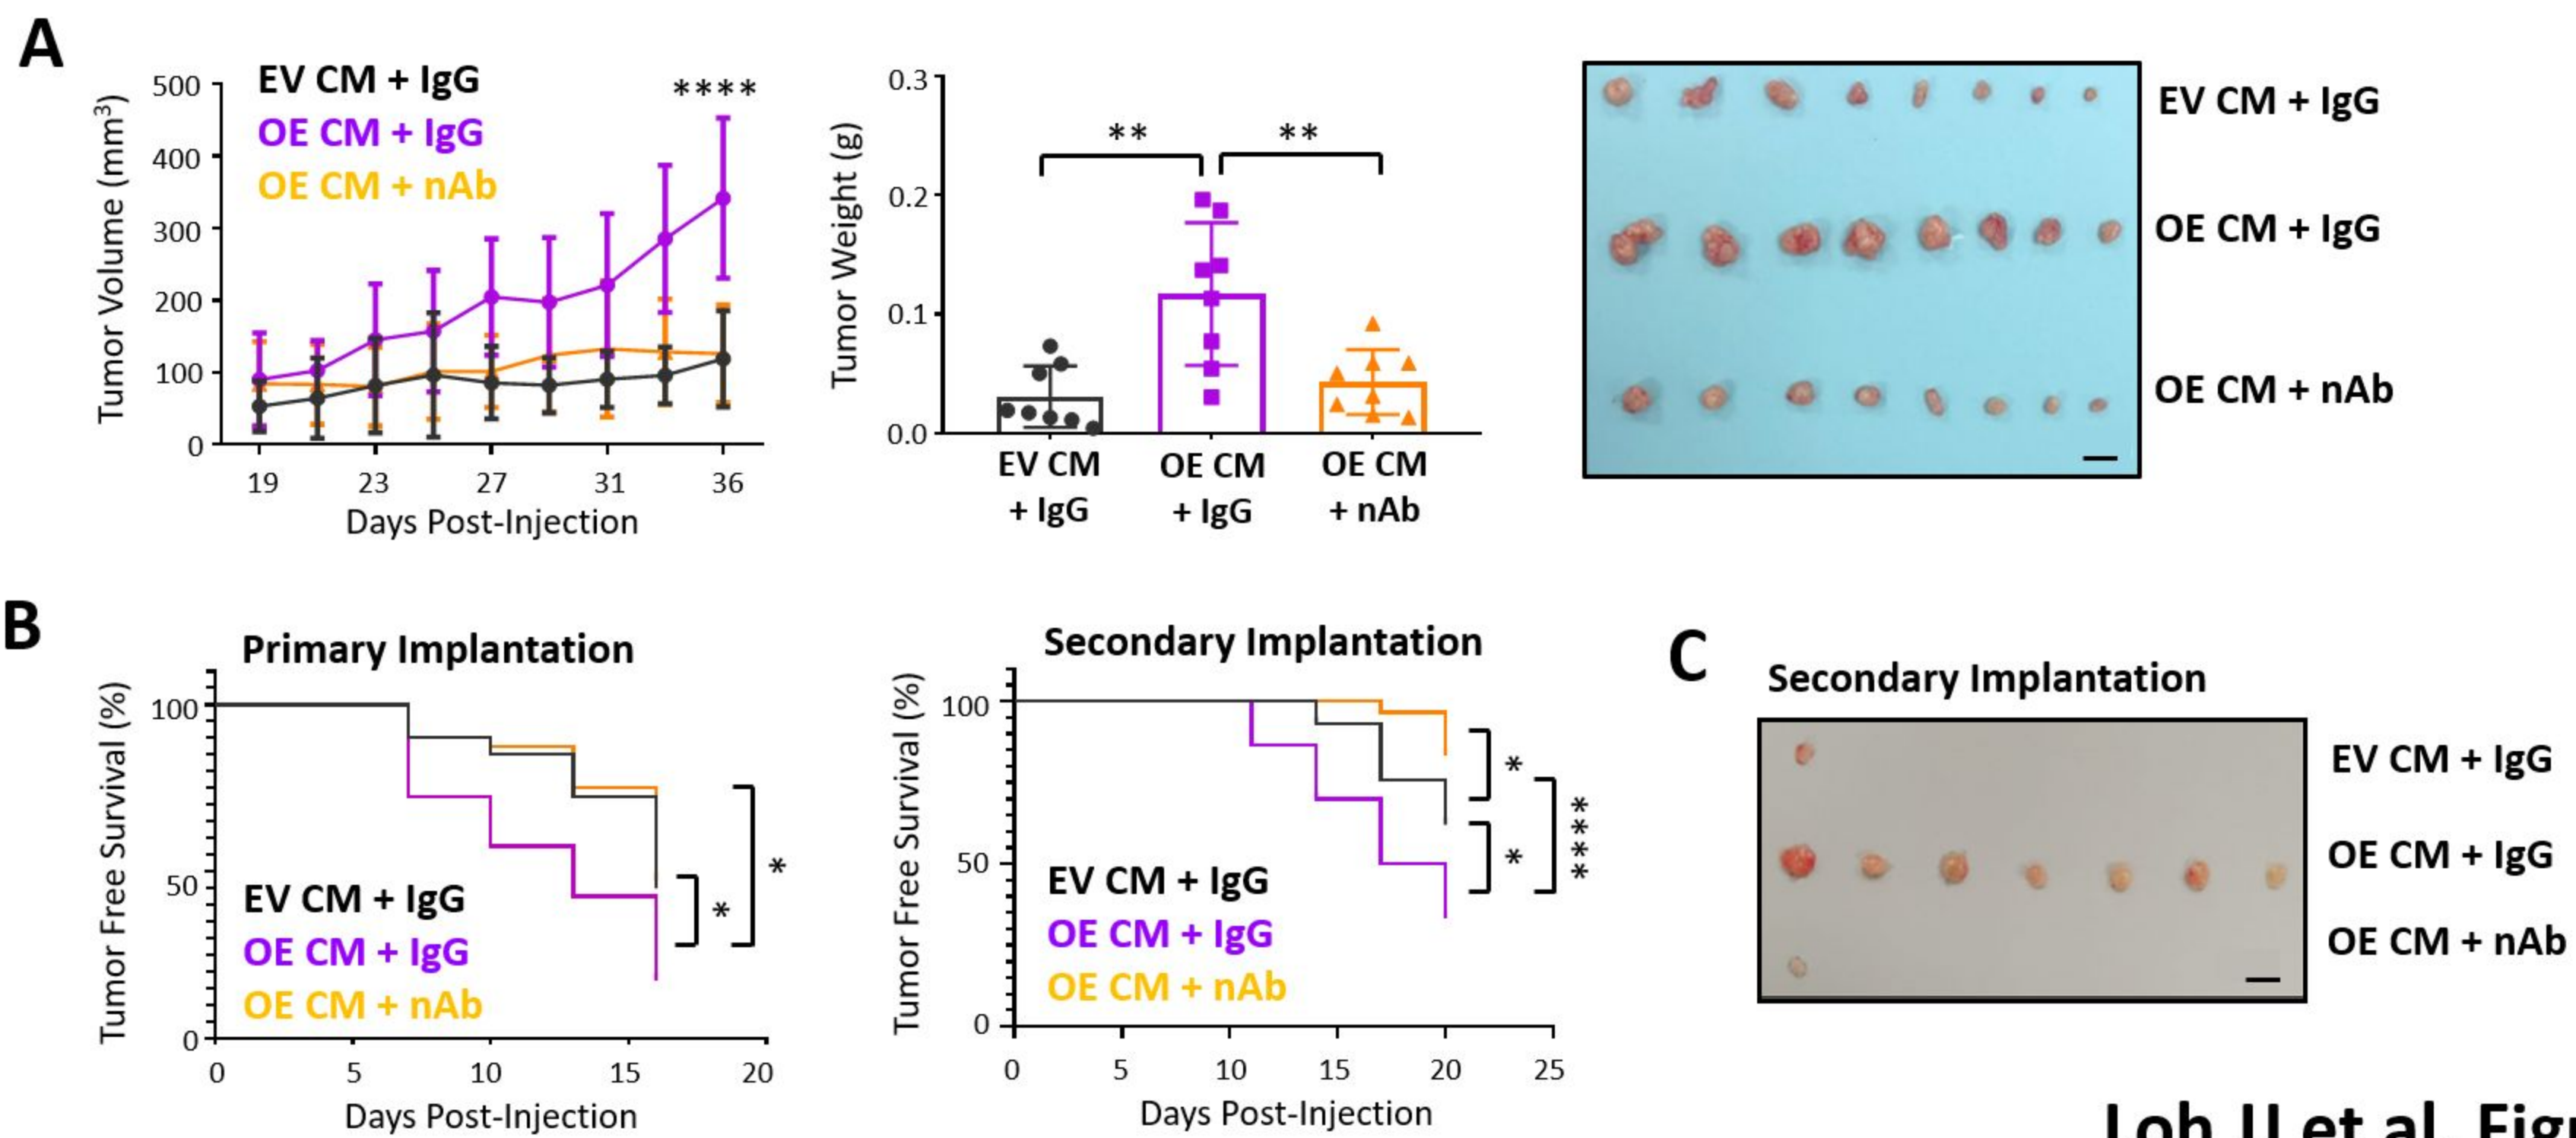 A
EV CM + IgG
OE CM + IgG
OE CM + nAb
****
Tumor Volume (mm³)
500
400
300
200
100
0
19 23 27 31 36
Days Post-Injection
Tumor Weight (g)
0.3
0.2
0.1
0.0
** **
EV CM OE CM OE CM
+ IgG + IgG + nAb
EV CM + IgG
OE CM + IgG
OE CM + nAb
B
Primary Implantation
Tumor Free Survival (%)
100
50
0
EV CM + IgG
OE CM + IgG
OE CM + nAb
*
*
0 5 10 15 20
Days Post-Injection
Secondary Implantation
Tumor Free Survival (%)
100
50
0
EV CM + IgG
OE CM + IgG
OE CM + nAb
*
*
****
0 5 10 15 20 25
Days Post-Injection
C
Secondary Implantation
EV CM + IgG
OE CM + IgG
OE CM + nAb
et al.